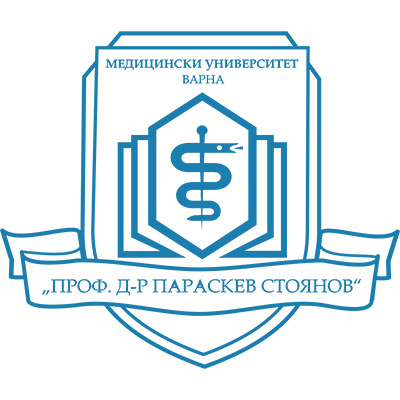 МЕДИЦИНСКИ УНИВЕРСИТЕТ
ВАРНА
„ПРОФ. Д-Р ПАРАСКЕВ СТОЯНОВ“